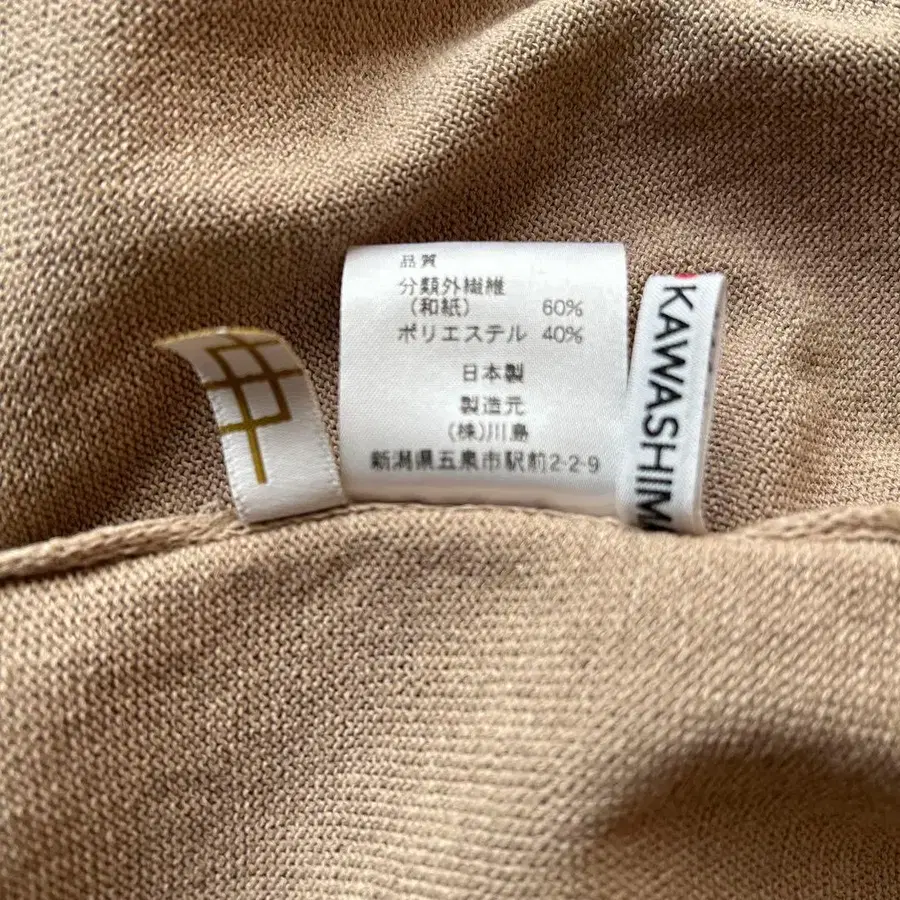 品質
分類外繊維
（和紙） 60%
ポリエステル 40%
日本製
製造元
(株)川島
新潟県五泉市駅前2-2-9
KAWASHIM